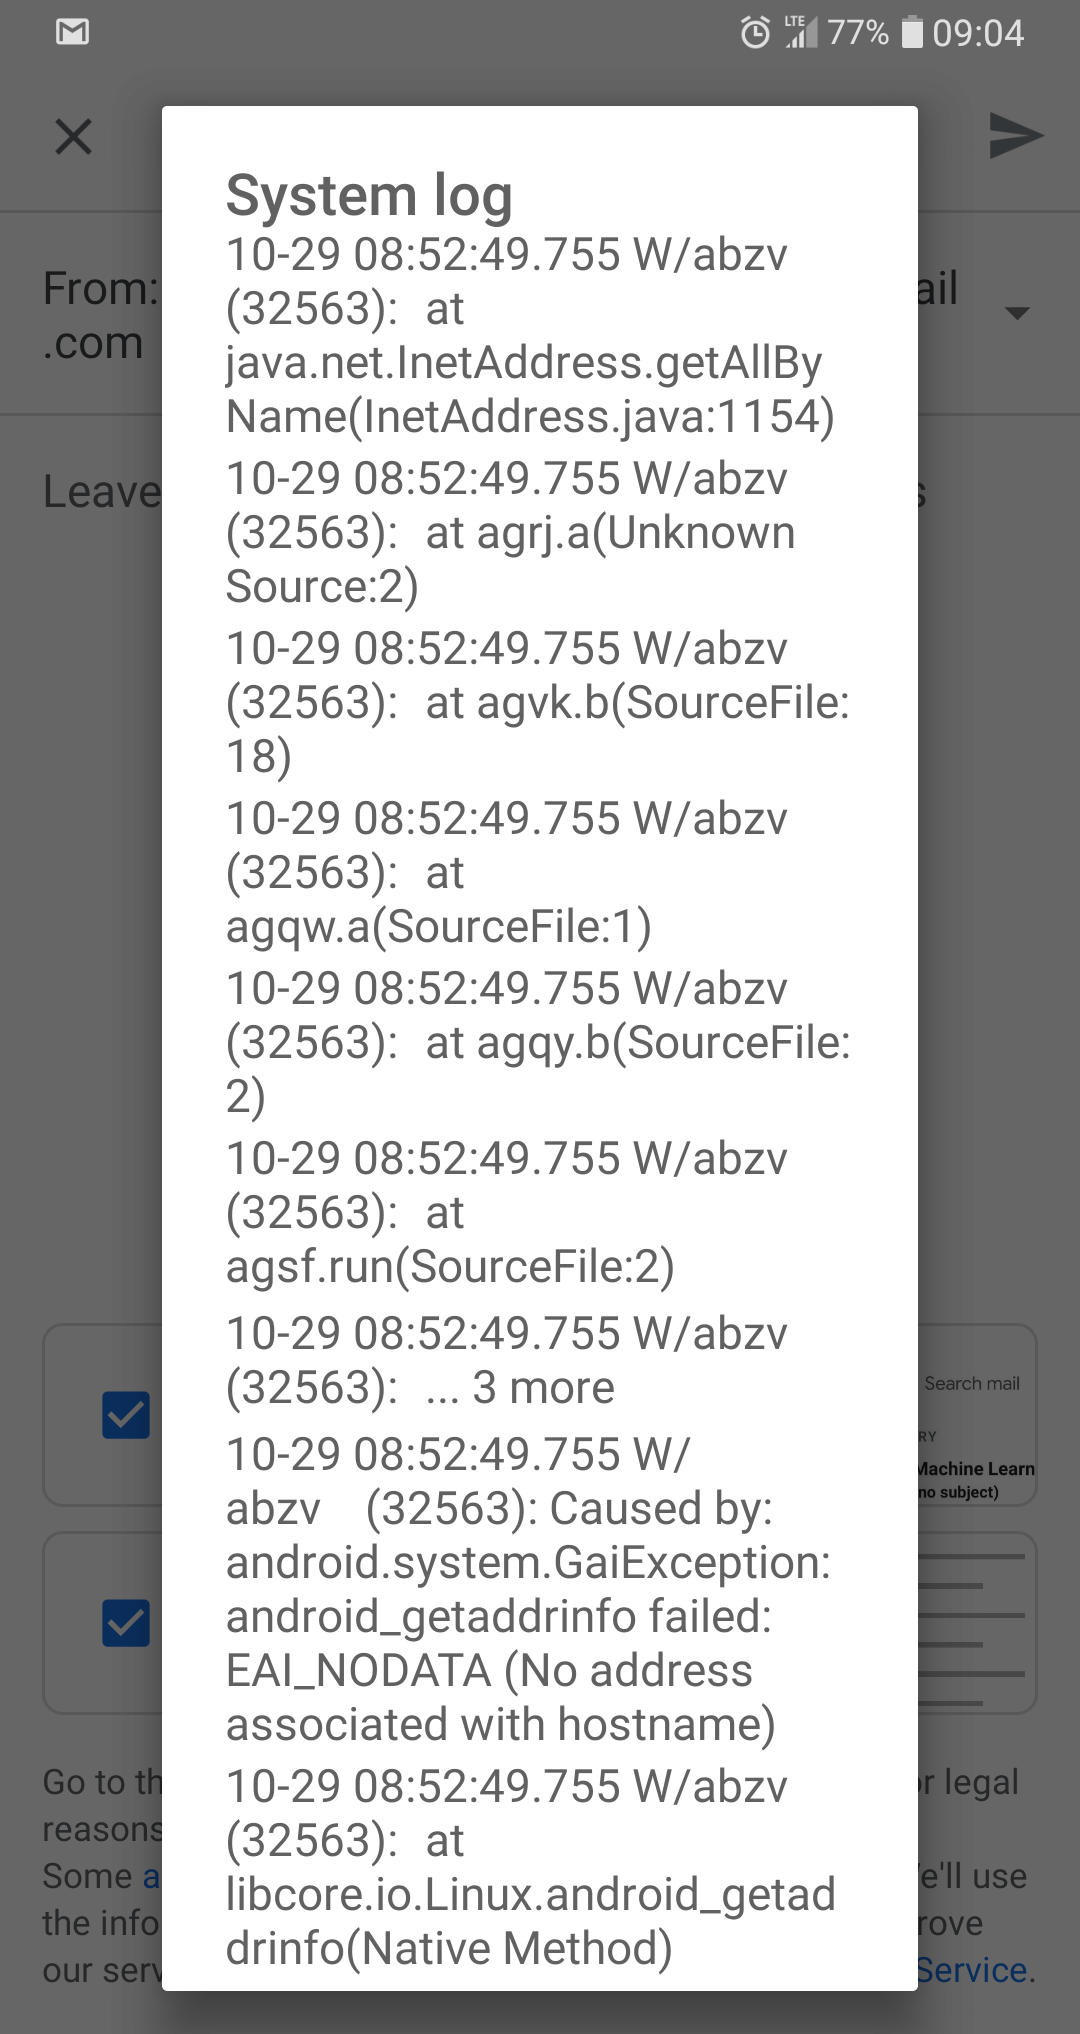 LTE 77% 09:04
System log
10-29 08:52:49.755 W/abzv
(32563): at
java.net.InetAddress.getAllBy
Name(InetAddress.java:1154)
10-29 08:52:49.755 W/abzv
(32563): at agrj.a(Unknown
Source:2)
10-29 08:52:49.755 W/abzv
(32563): at agvk.b(SourceFile:
18)
10-29 08:52:49.755 W/abzv
(32563): at
agqw.a(SourceFile:1)
10-29 08:52:49.755 W/abzv
(32563): at agqy.b(SourceFile:
2)
10-29 08:52:49.755 W/abzv
(32563): at
agsf.run(SourceFile:2)
10-29 08:52:49.755 W/abzv
(32563): ... 3 more
10-29 08:52:49.755 W/
abzv (32563): Caused by:
android.system.GaiException:
android_getaddrinfo failed:
EAI_NODATA (No address
associated with hostname)
10-29 08:52:49.755 W/abzv
(32563): at
libcore.io.Linux.android_getad
drinfo(Native Method)
From: ail
.com
Leave s
Search mail
RY
Machine Learn
no subject)
Go to th or legal
reasons
Some a e'll use
the info rove
our serv Service.